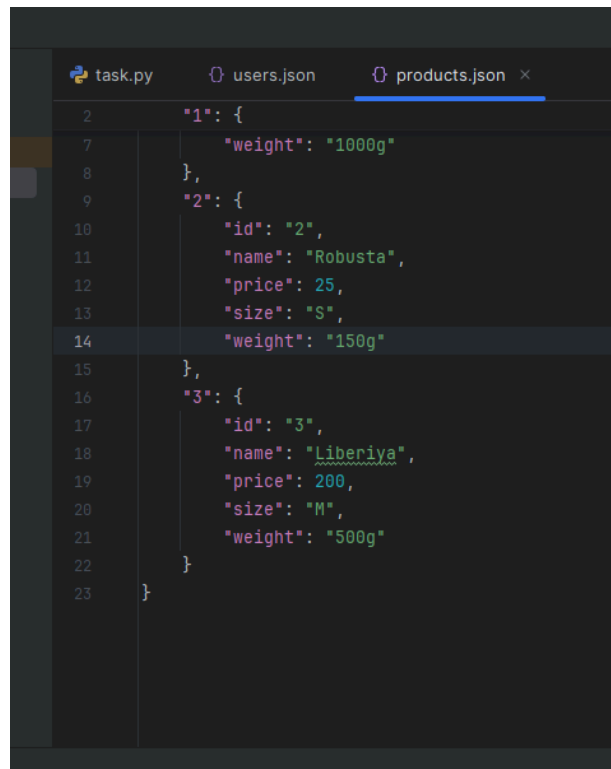 task.py users.json products.json
2 "1": {
7 "weight": "1000g"
8 },
9 "2": {
10 "id": "2",
11 "name": "Robusta",
12 "price": 25,
13 "size": "S",
14 "weight": "150g"
15 },
16 "3": {
17 "id": "3",
18 "name": "Liberiya",
19 "price": 200,
20 "size": "M",
21 "weight": "500g"
22 }
23 }